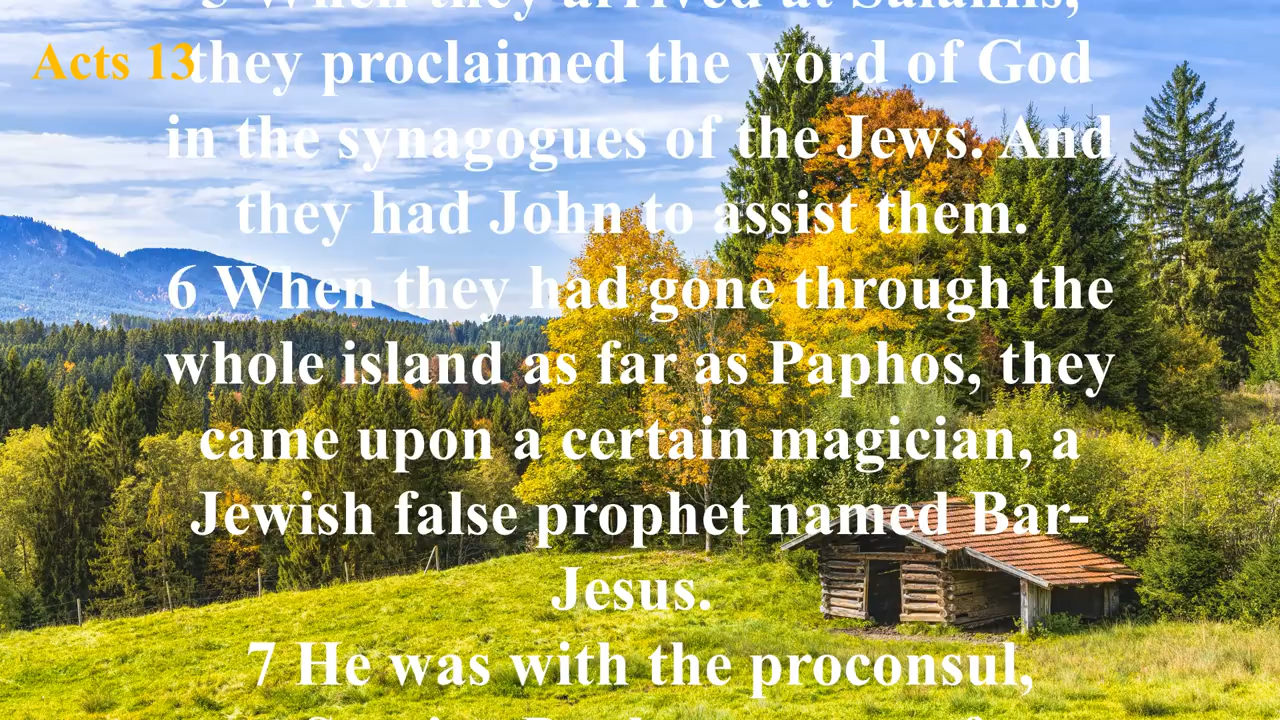 5 When they arrived at Salamis,
Acts 13
they proclaimed the word of God
in the synagogues of the Jews. And
they had John to assist them.
6 When they had gone through the
whole island as far as Paphos, they
came upon a certain magician, a
Jewish false prophet named Bar-
Jesus.
7 He was with the proconsul,